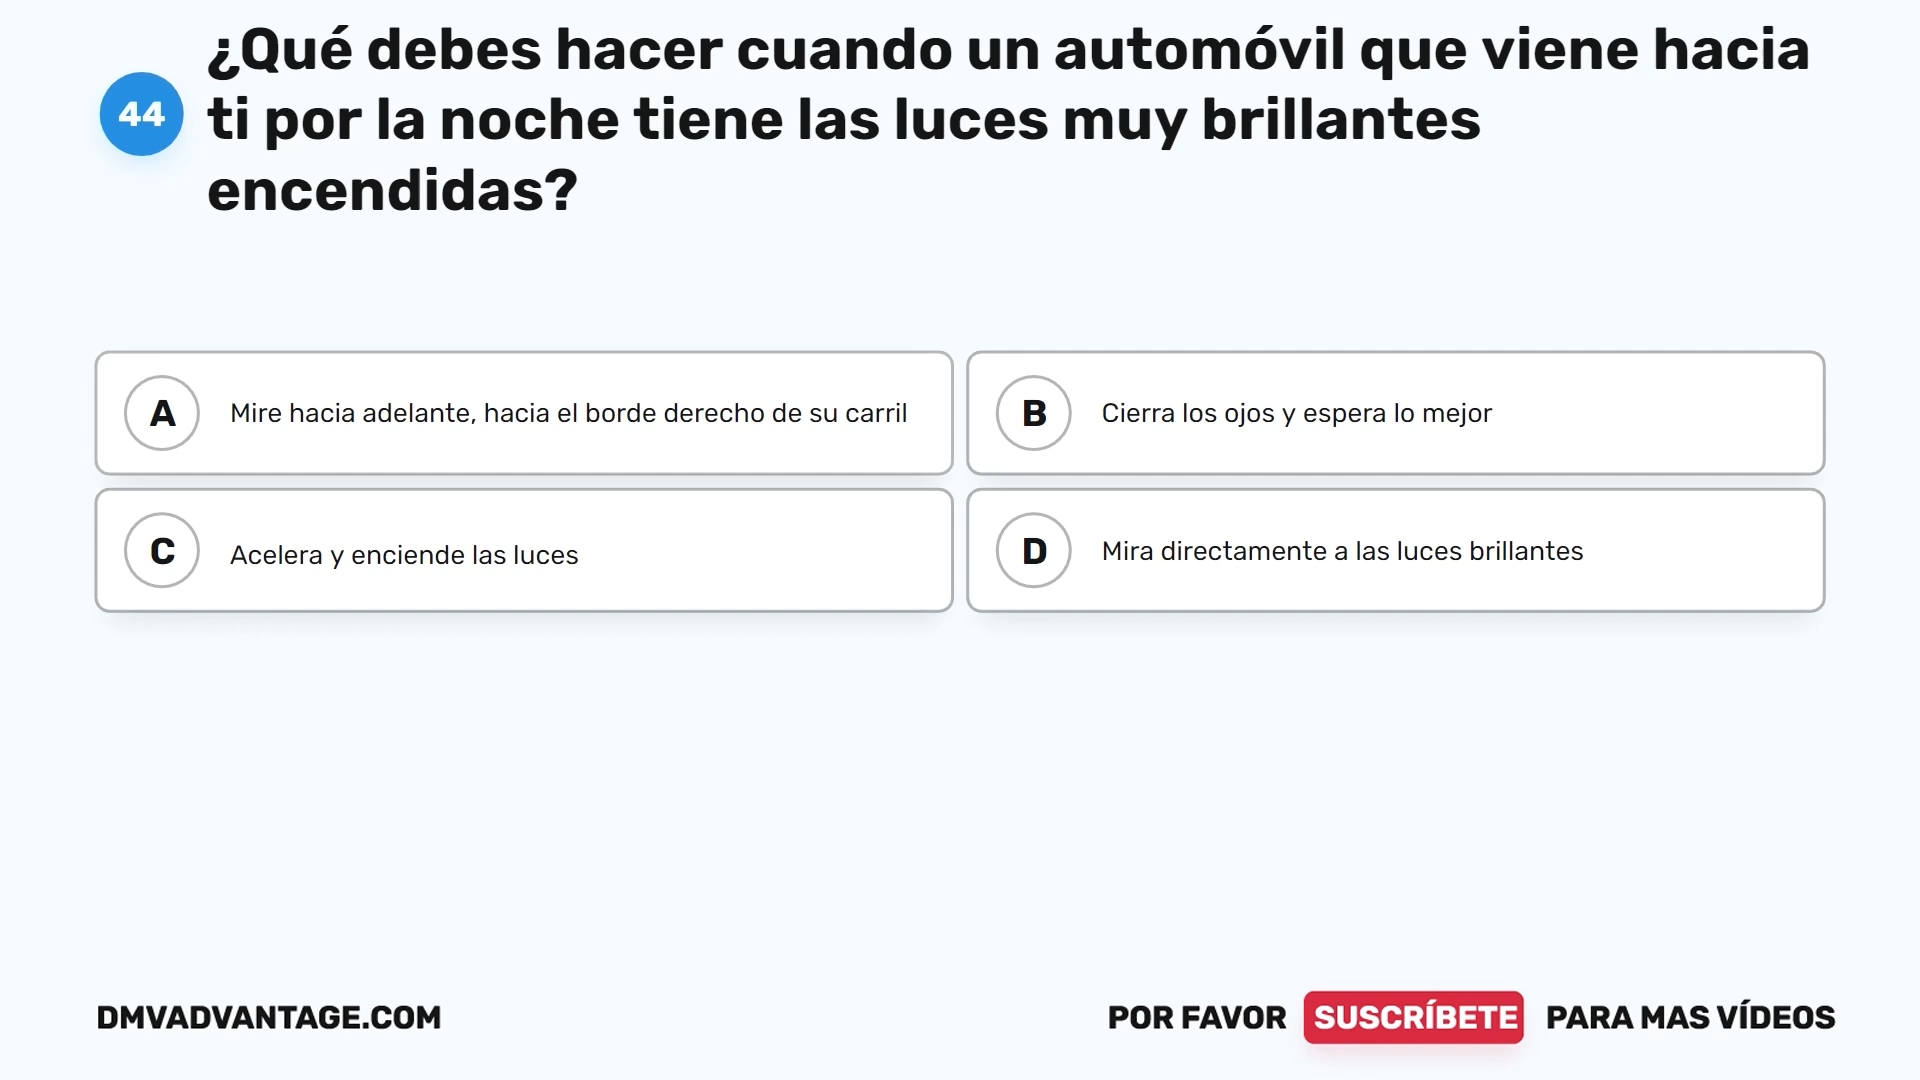 44
¿Qué debes hacer cuando un automóvil que viene hacia
ti por la noche tiene las luces muy brillantes
encendidas?
A Mire hacia adelante, hacia el borde derecho de su carril
B Cierra los ojos y espera lo mejor
C Acelera y enciende las luces
D Mira directamente a las luces brillantes
DMVADVANTAGE.COM
POR FAVOR SUSCRÍBETE PARA MAS VÍDEOS